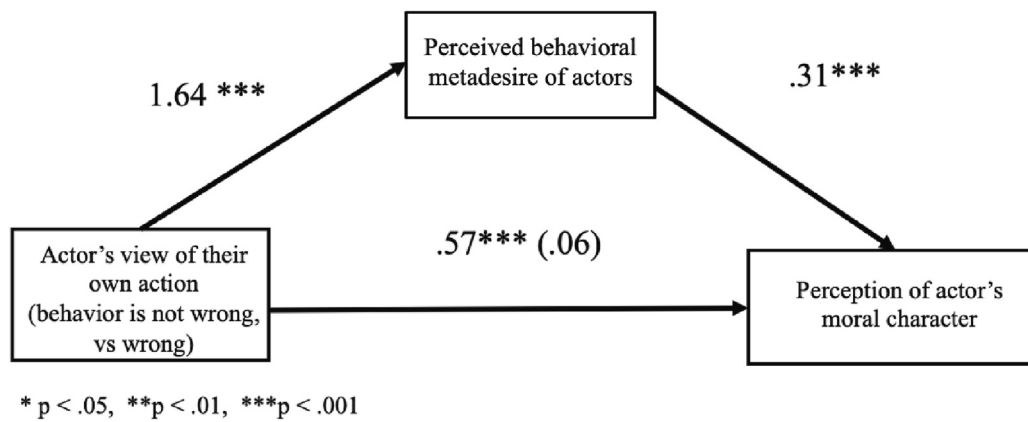 Perceived behavioral
metadesire of actors
1.64 ***
.31***
Actor’s view of their
own action
(behavior is not wrong,
vs wrong)
.57*** (.06)
Perception of actor’s
moral character
* p < .05, **p < .01, ***p < .001